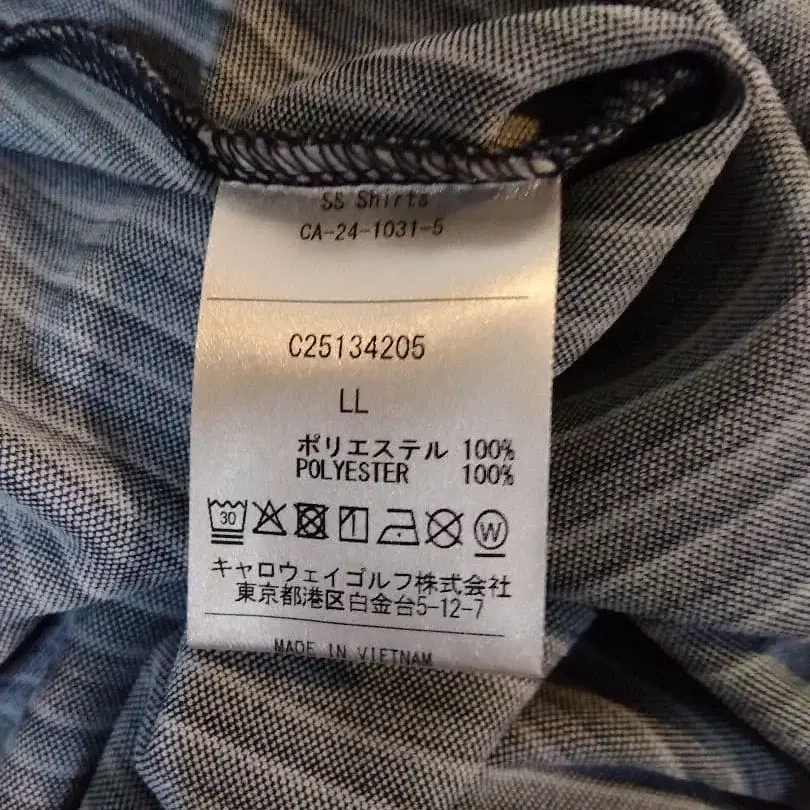 SS Shirts
CA-24-1031-5
C25134205
LL
ポリエステル 100%
POLYESTER 100%
30 W
キャロウェイゴルフ株式会社
東京都港区白金台5-12-7
MADE IN VIETNAM